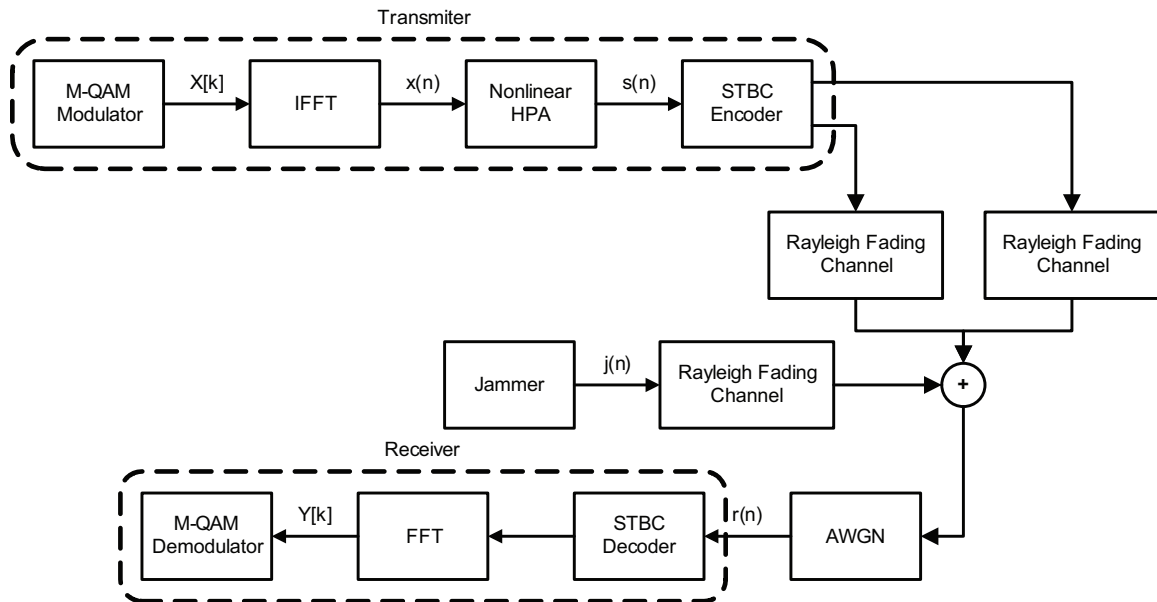 Transmiter
M-QAM
Modulator
X[k]
IFFT
x(n)
Nonlinear
HPA
s(n)
STBC
Encoder
Rayleigh Fading
Channel
Rayleigh Fading
Channel
Jammer
j(n)
Rayleigh Fading
Channel
+
Receiver
M-QAM
Demodulator
Y[k]
FFT
STBC
Decoder
r(n)
AWGN